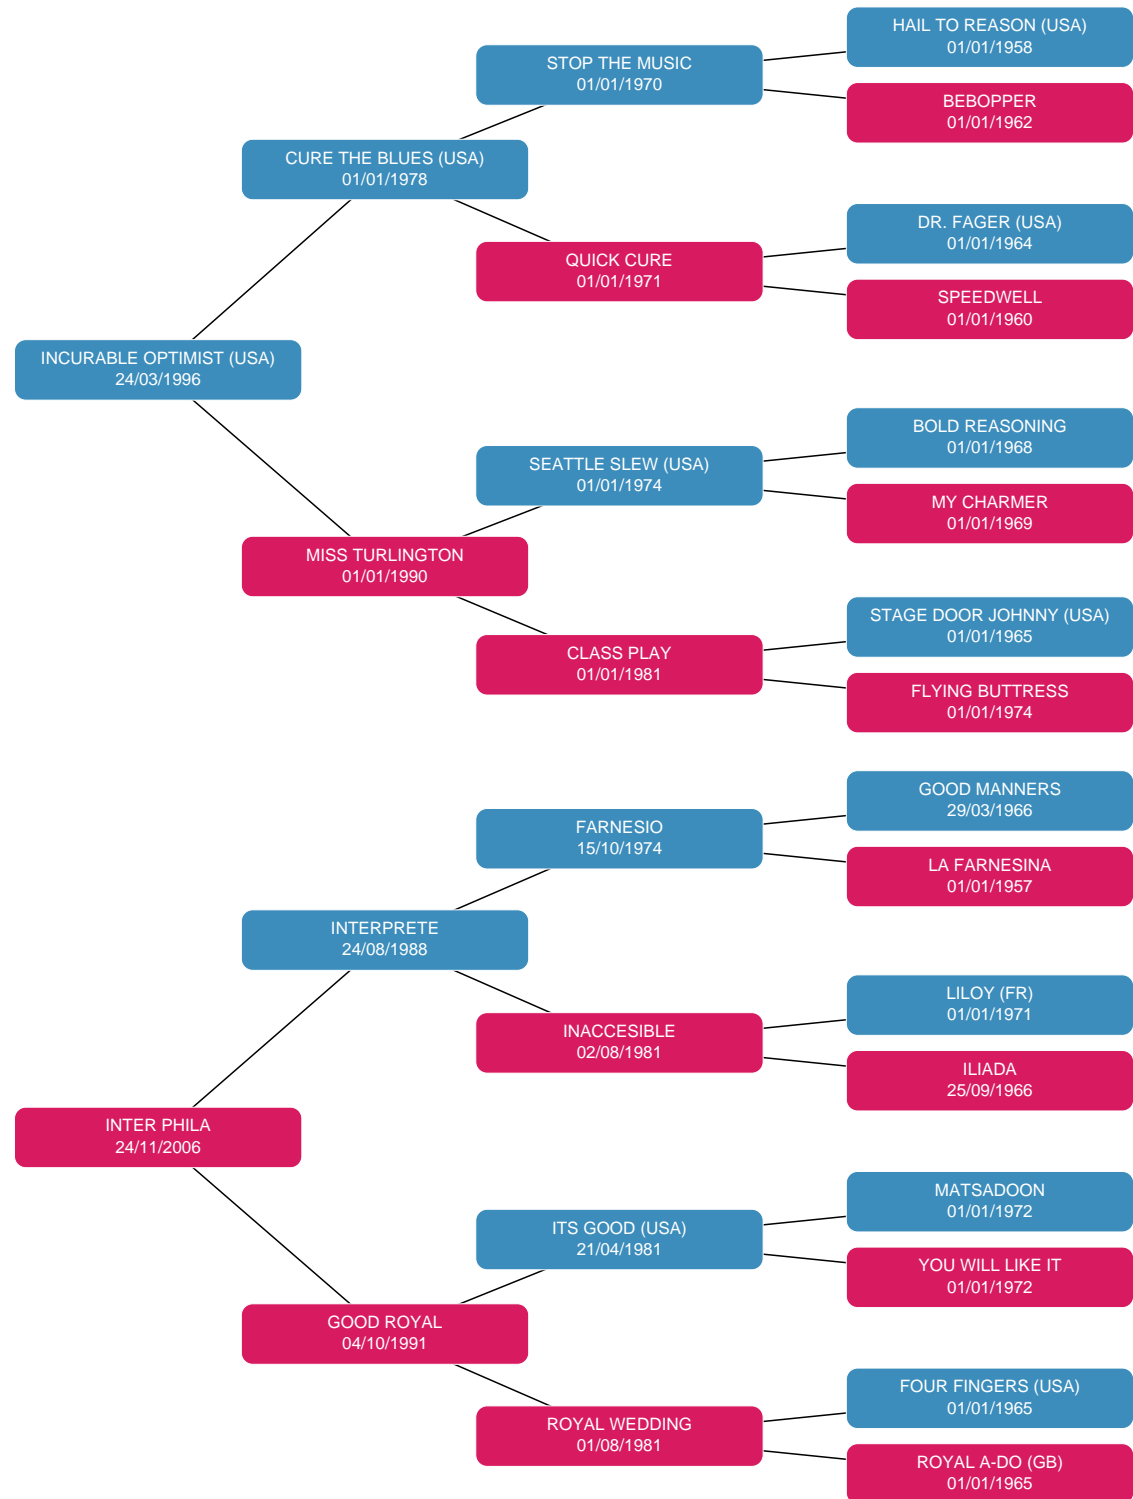 HAIL TO REASON (USA)
01/01/1958
STOP THE MUSIC
01/01/1970
BEBOPPER
01/01/1962
CURE THE BLUES (USA)
01/01/1978
DR. FAGER (USA)
01/01/1964
QUICK CURE
01/01/1971
SPEEDWELL
01/01/1960
INCURABLE OPTIMIST (USA)
24/03/1996
BOLD REASONING
01/01/1968
SEATTLE SLEW (USA)
01/01/1974
MY CHARMER
01/01/1969
MISS TURLINGTON
01/01/1990
STAGE DOOR JOHNNY (USA)
01/01/1965
CLASS PLAY
01/01/1981
FLYING BUTTRESS
01/01/1974
GOOD MANNERS
29/03/1966
FARNESIO
15/10/1974
LA FARNESINA
01/01/1957
INTERPRETE
24/08/1988
LILOY (FR)
01/01/1971
INACCESIBLE
02/08/1981
ILIADA
25/09/1966
INTER PHILA
24/11/2006
MATSADOON
01/01/1972
ITS GOOD (USA)
21/04/1981
YOU WILL LIKE IT
01/01/1972
GOOD ROYAL
04/10/1991
FOUR FINGERS (USA)
01/01/1965
ROYAL WEDDING
01/08/1981
ROYAL A-DO (GB)
01/01/1965